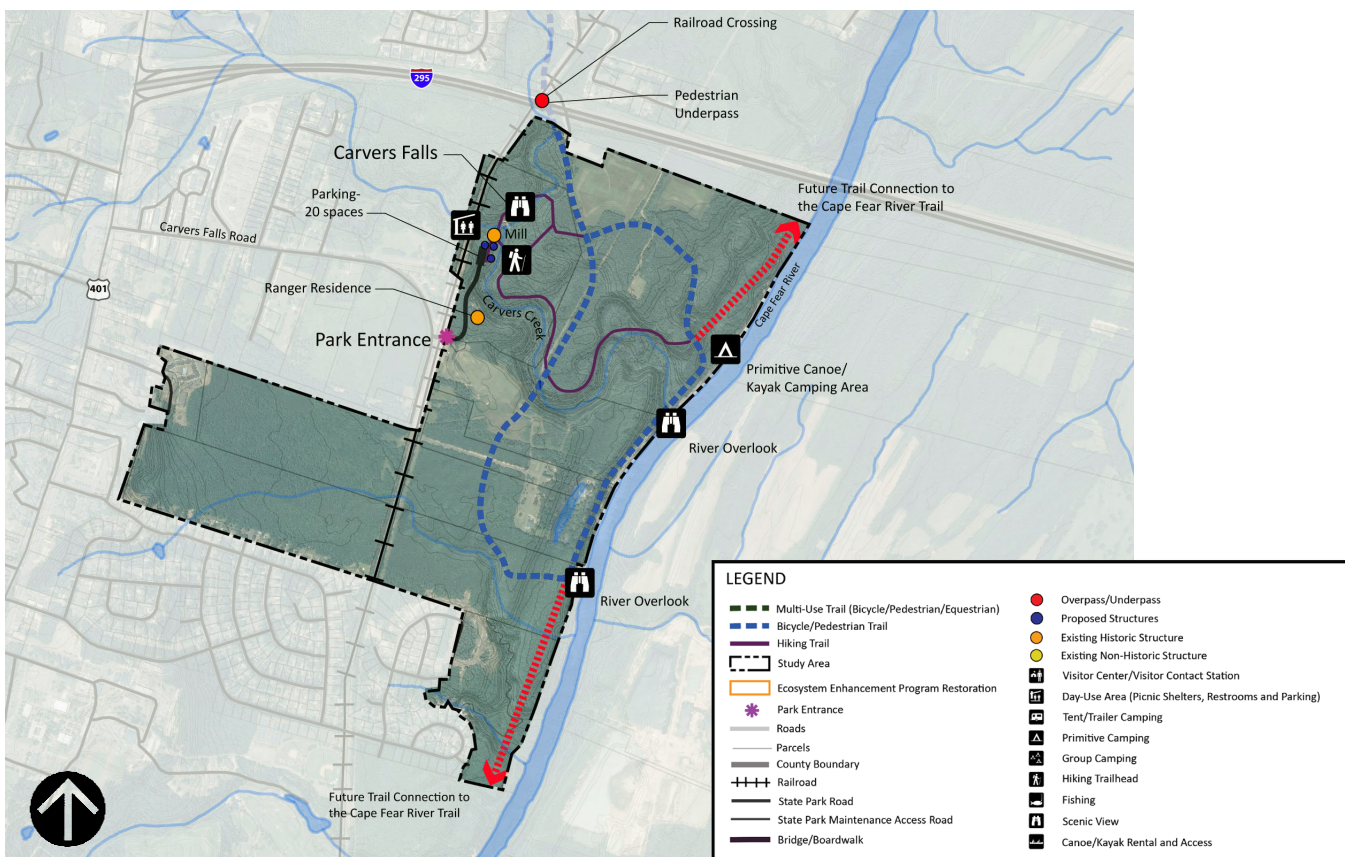 Railroad Crossing
295
Pedestrian
Underpass
Carvers Falls
Parking-
20 spaces
Future Trail Connection to
the Cape Fear River Trail
Mill
Carvers Falls Road
401
Ranger Residence
Carvers Creek
Cape Fear River
Park Entrance
Primitive Canoe/
Kayak Camping Area
River Overlook
River Overlook
Future Trail Connection to
the Cape Fear River Trail
LEGEND
Multi-Use Trail (Bicycle/Pedestrian/Equestrian)
Bicycle/Pedestrian Trail
Hiking Trail
Study Area
Ecosystem Enhancement Program Restoration
Park Entrance
Roads
Parcels
County Boundary
Railroad
State Park Road
State Park Maintenance Access Road
Bridge/Boardwalk
Overpass/Underpass
Proposed Structures
Existing Historic Structure
Existing Non-Historic Structure
Visitor Center/Visitor Contact Station
Day-Use Area (Picnic Shelters, Restrooms and Parking)
Tent/Trailer Camping
Primitive Camping
Group Camping
Hiking Trailhead
Fishing
Scenic View
Canoe/Kayak Rental and Access